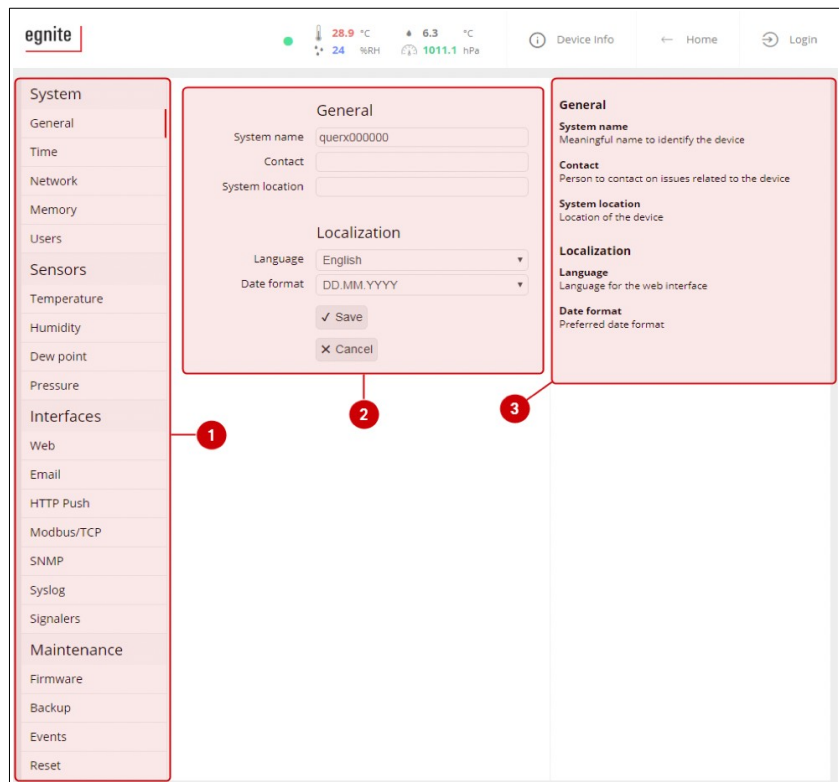 egnite
28.9 °C
6.3 °C
24 %RH
1011.1 hPa
Device Info
← Home
Login
System
General
Time
Network
Memory
Users
Sensors
Temperature
Humidity
Dew point
Pressure
Interfaces
Web
Email
HTTP Push
Modbus/TCP
SNMP
Syslog
Signalers
Maintenance
Firmware
Backup
Events
Reset
1
General
System name querx000000
Contact
System location
Localization
Language English
Date format DD.MM.YYYY
✓ Save
✕ Cancel
2
General
System name
Meaningful name to identify the device
Contact
Person to contact on issues related to the device
System location
Location of the device
Localization
Language
Language for the web interface
Date format
Preferred date format
3